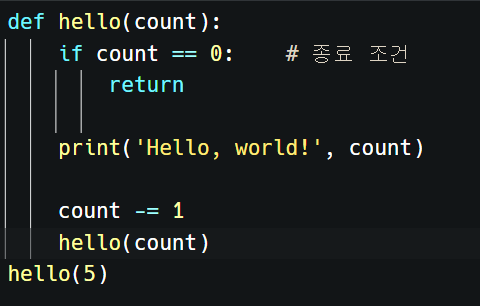 def hello(count):
    if count == 0:    # 종료 조건
        return
    print('Hello, world!', count)
    count -= 1
    hello(count)
hello(5)